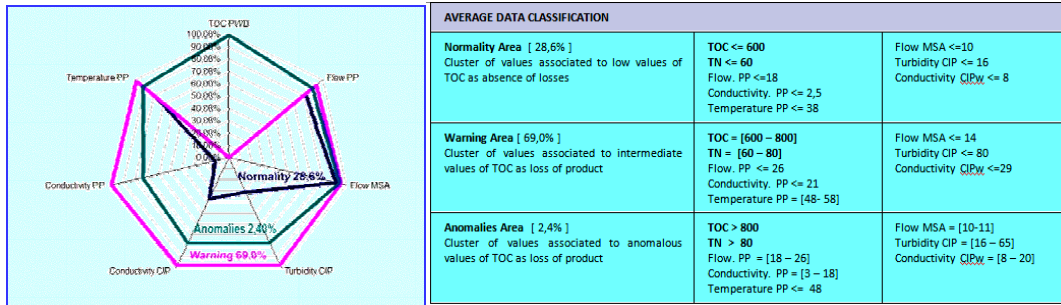 TOC PWD
100,00%
90,00%
80,00%
70,00%
60,00%
50,00%
40,00%
30,00%
20,00%
10,00%
0,00%
Temperature PP
Flow PP
Conductivity PP
Flow MSA
Conductivity CIP
Turbidity CIP
Normality 28,6%
Anomalies 2,40%
Warning 69,0%
AVERAGE DATA CLASSIFICATION
Normality Area [ 28,6% ]
Cluster of values associated to low values of
TOC as absence of losses
TOC <= 600
TN <= 60
Flow. PP <=18
Conductivity. PP <= 2,5
Temperature PP <= 38
Flow MSA <=10
Turbidity CIP <= 16
Conductivity CIPw <= 8
Warning Area [ 69,0% ]
Cluster of values associated to intermediate
values of TOC as loss of product
TOC = [600 – 800]
TN = [60 – 80]
Flow. PP <= 26
Conductivity. PP <= 21
Temperature PP = [48- 58]
Flow MSA <= 14
Turbidity CIP <= 80
Conductivity CIPw <=29
Anomalies Area [ 2,4% ]
Cluster of values associated to anomalous
values of TOC as loss of product
TOC > 800
TN > 80
Flow. PP = [18 – 26]
Conductivity. PP = [3 – 18]
Temperature PP <= 48
Flow MSA = [10-11]
Turbidity CIP = [16 – 65]
Conductivity CIPw = [8 – 20]